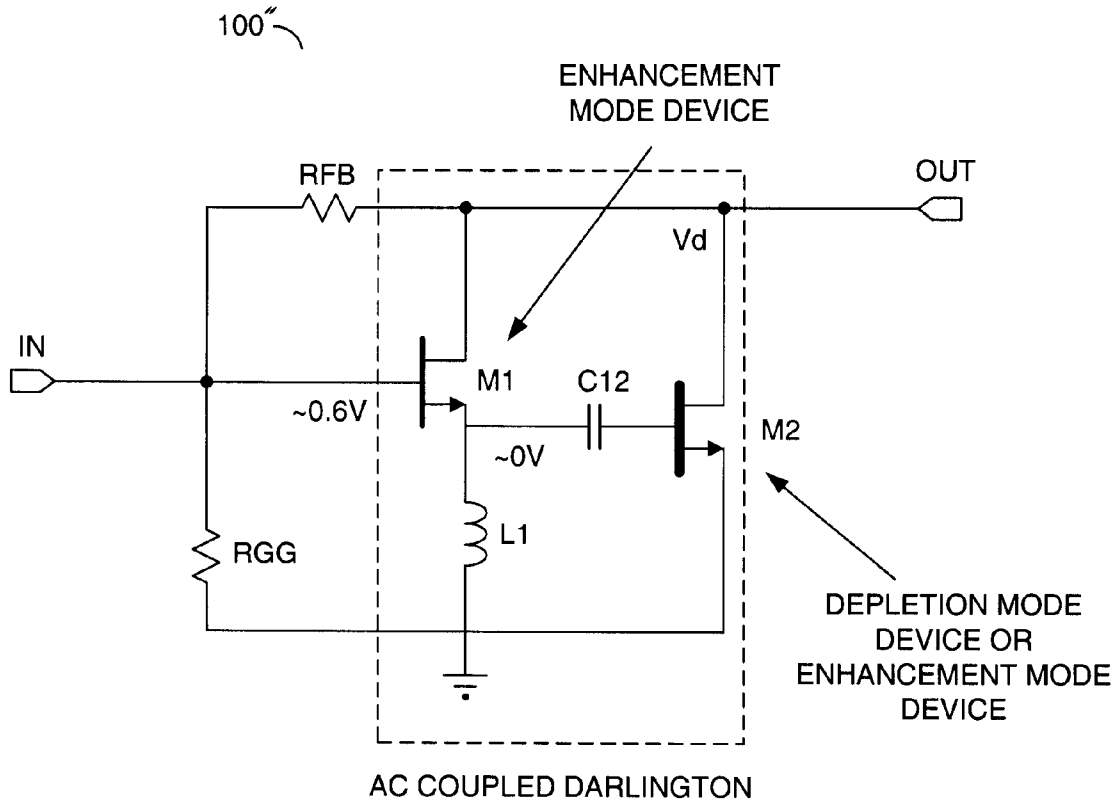 100″
ENHANCEMENT
MODE DEVICE
RFB
OUT
Vd
IN
M1
C12
~0.6V
M2
~0V
L1
RGG
DEPLETION MODE
DEVICE OR
ENHANCEMENT MODE
DEVICE
AC COUPLED DARLINGTON